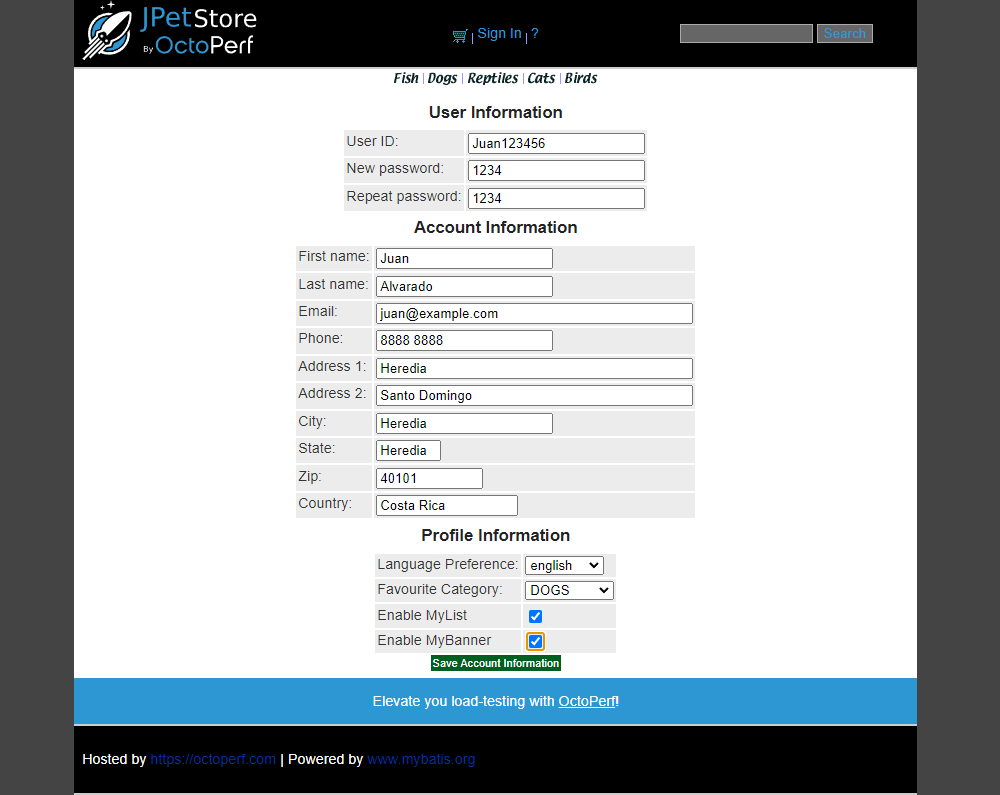 JPetStore
By OctoPerf
| Sign In | ?
Search
Fish | Dogs | Reptiles | Cats | Birds
User Information
User ID: Juan123456
New password: 1234
Repeat password: 1234
Account Information
First name: Juan
Last name: Alvarado
Email: juan@example.com
Phone: 8888 8888
Address 1: Heredia
Address 2: Santo Domingo
City: Heredia
State: Heredia
Zip: 40101
Country: Costa Rica
Profile Information
Language Preference: english
Favourite Category: DOGS
Enable MyList
Enable MyBanner
Save Account Information
Elevate you load-testing with OctoPerf!
Hosted by https://octoperf.com | Powered by www.mybatis.org